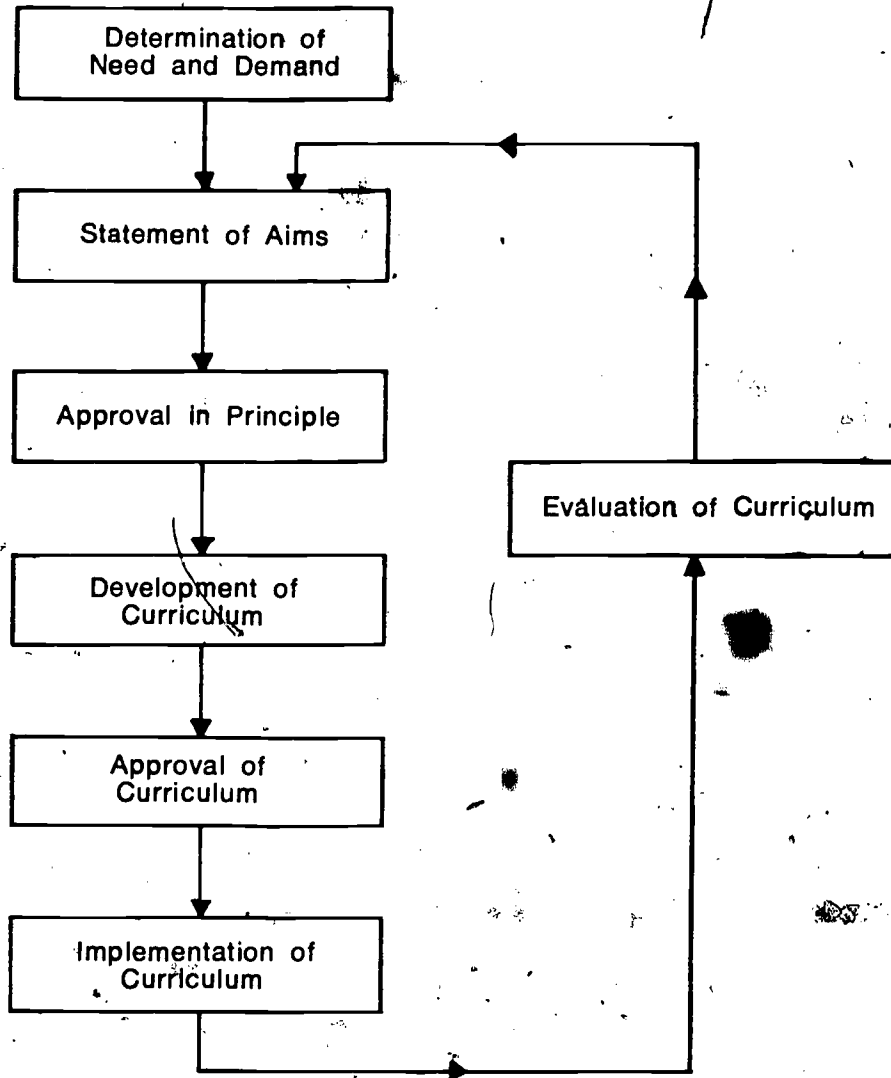 Determination of
Need and Demand
Statement of Aims
Approval in Principle
Development of
Curriculum
Approval of
Curriculum
Implementation of
Curriculum
Evaluation of Curriculum